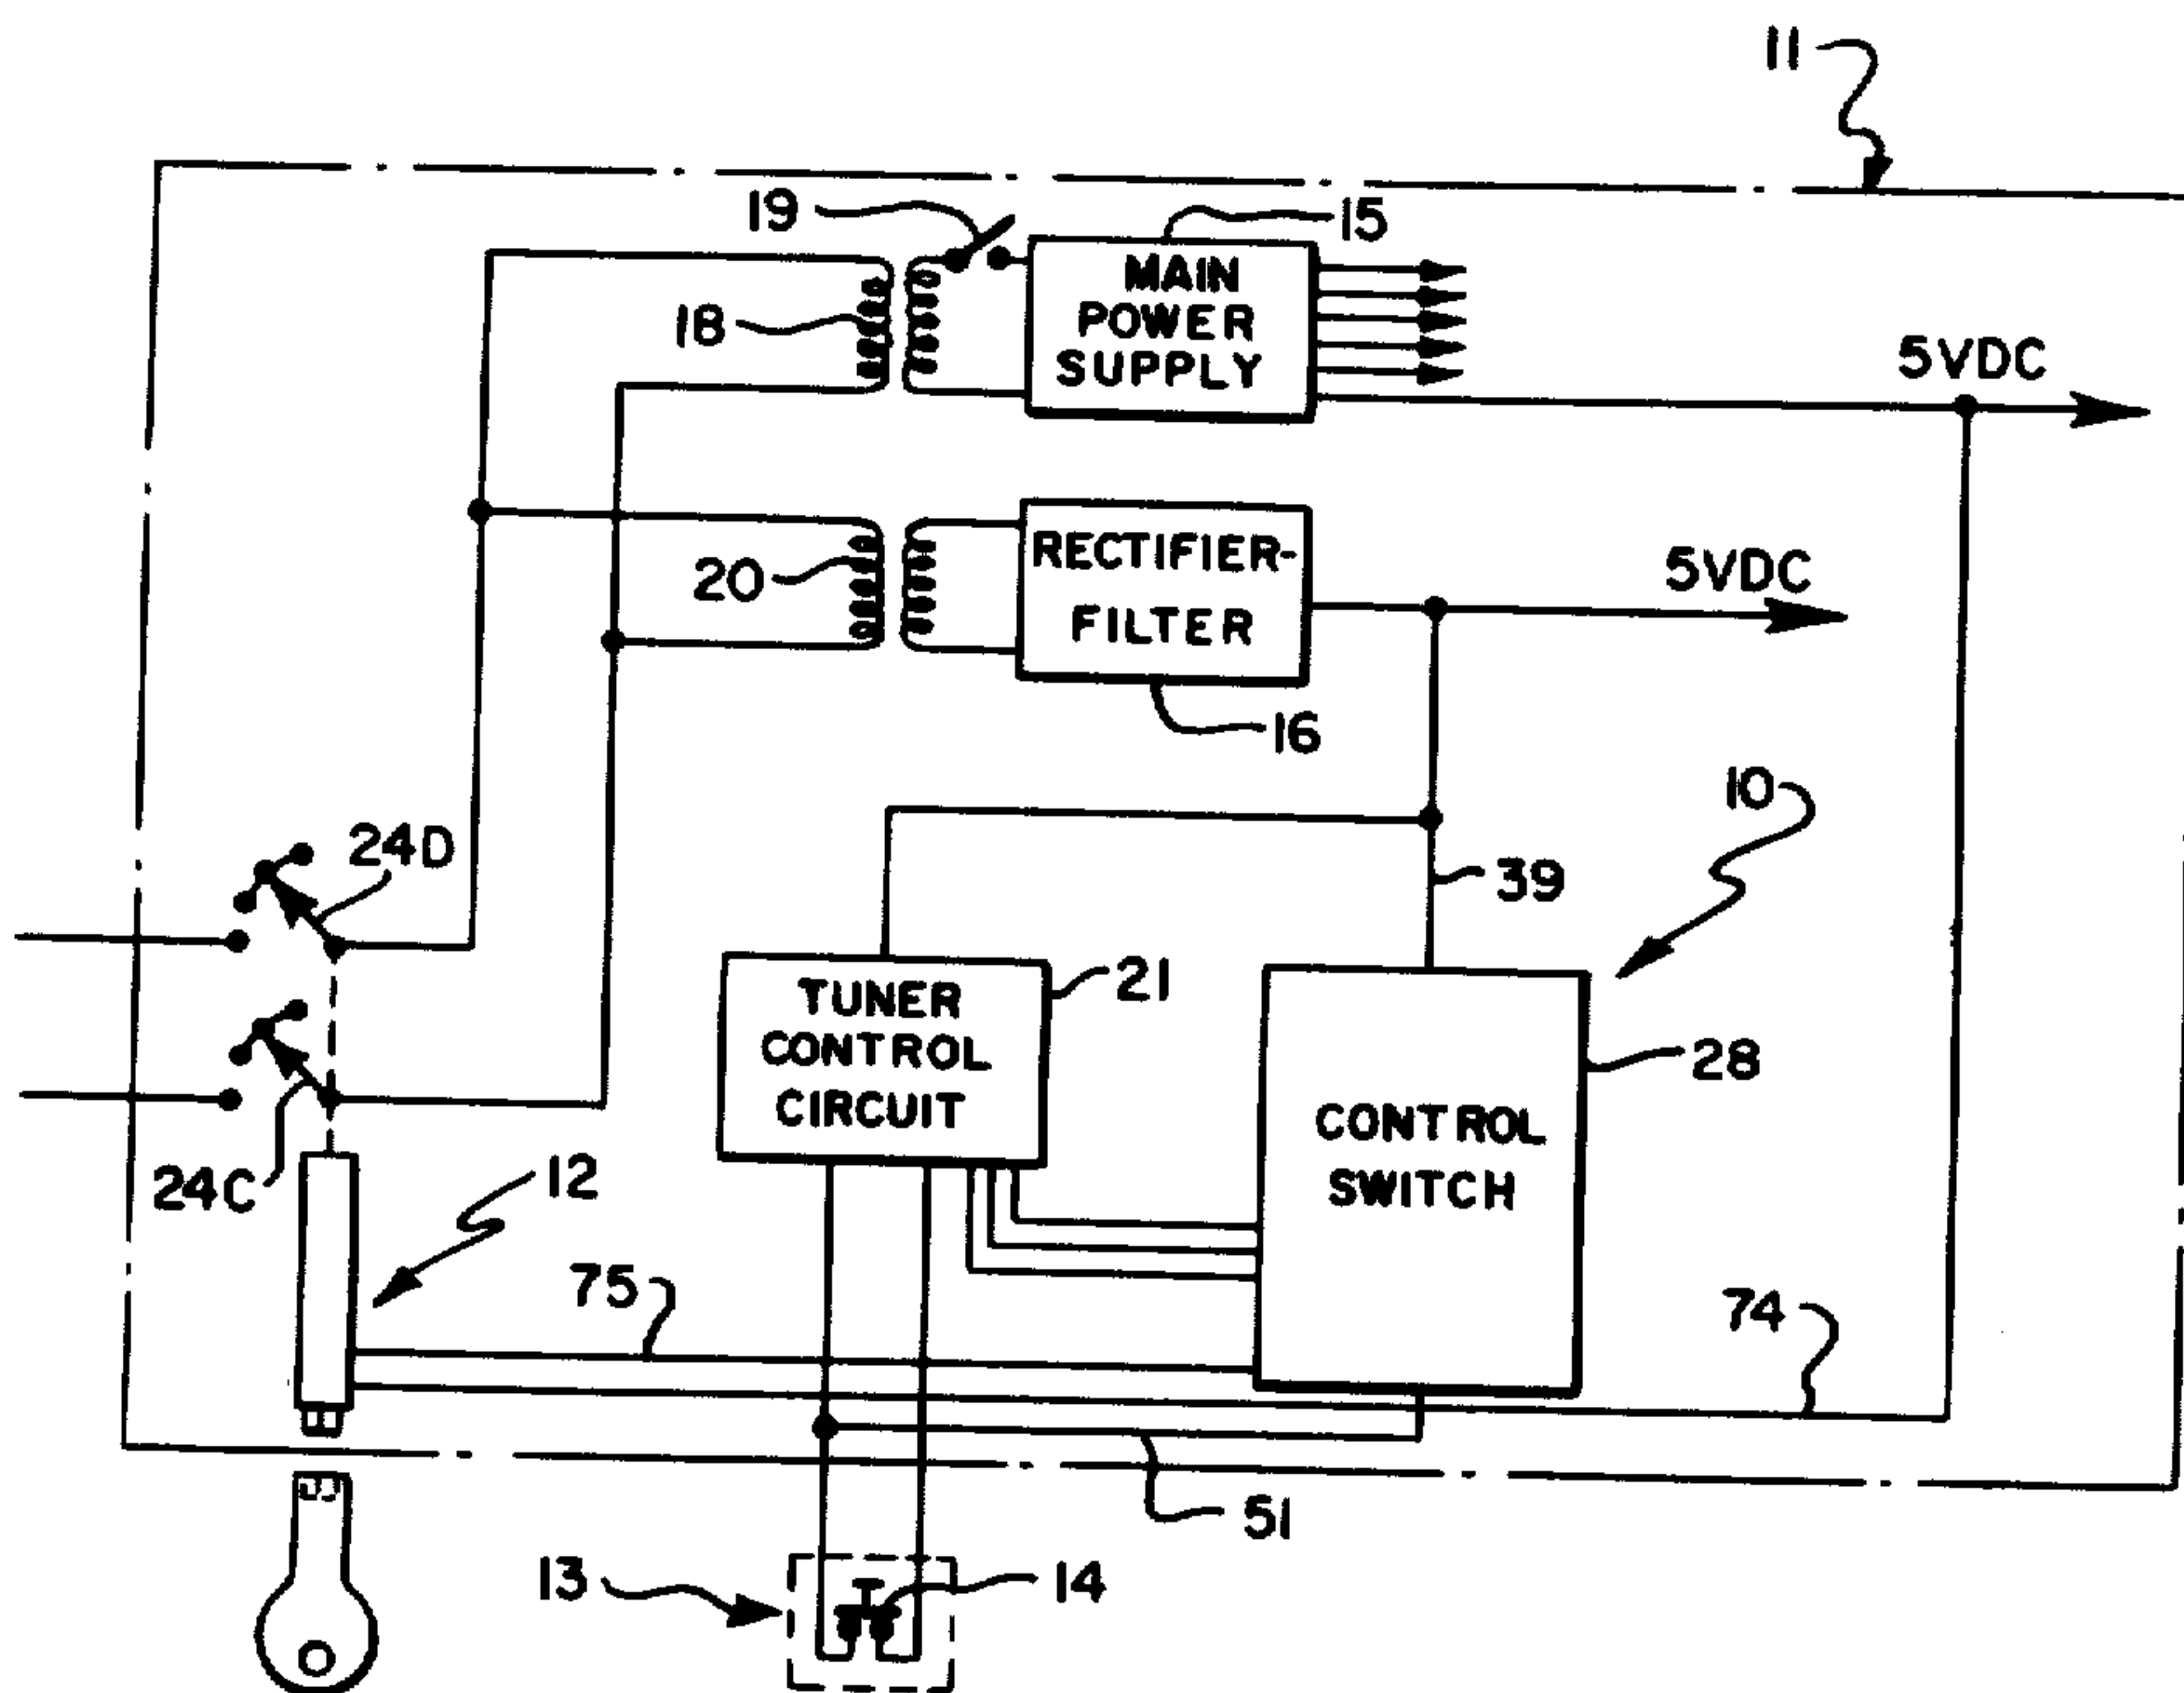 11
19
15
MAIN
POWER
SUPPLY
18
5VDC
RECTIFIER-
FILTER
20
5VDC
16
10
24D
39
TUNER
CONTROL
CIRCUIT
21
28
CONTROL
SWITCH
24C
12
75
74
51
13
14